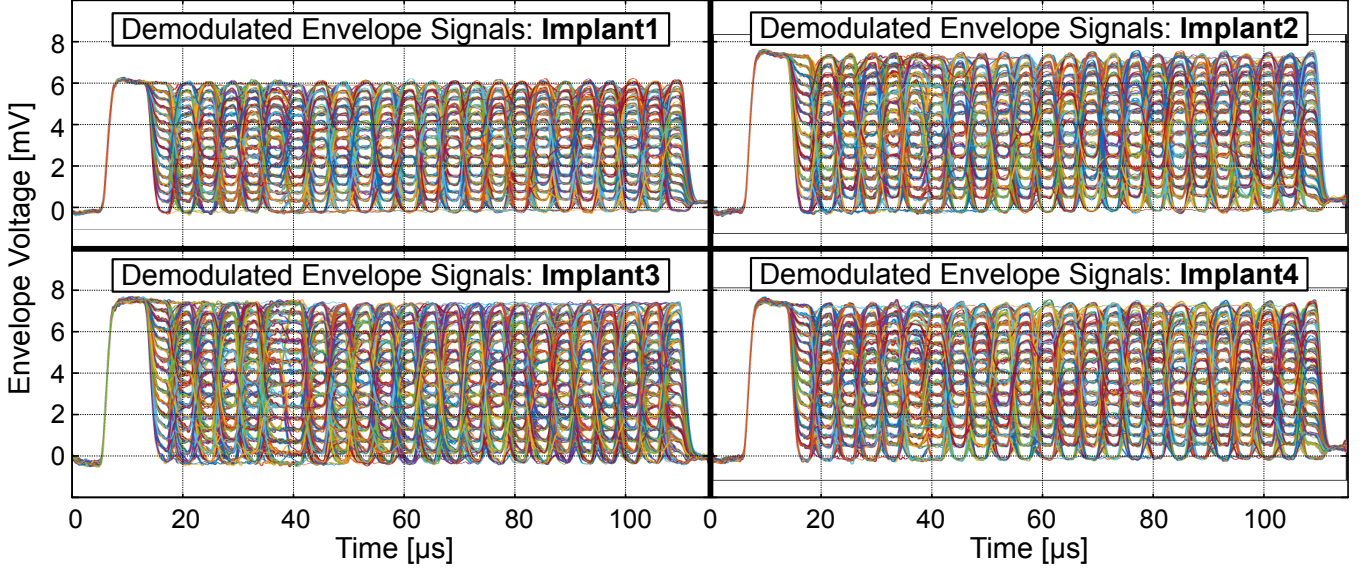 Demodulated Envelope Signals: Implant1
Demodulated Envelope Signals: Implant2
8
6
4
2
0
Demodulated Envelope Signals: Implant3
Demodulated Envelope Signals: Implant4
8
6
4
2
0
Envelope Voltage [mV]
0 20 40 60 80 100
0 20 40 60 80 100
Time [µs]
Time [µs]